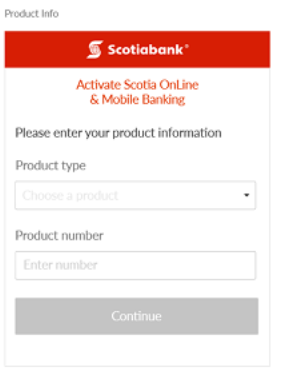 Product Info
Scotiabank®
Activate Scotia OnLine
& Mobile Banking
Please enter your product information
Product type
Choose a product
Product number
Enter number
Continue